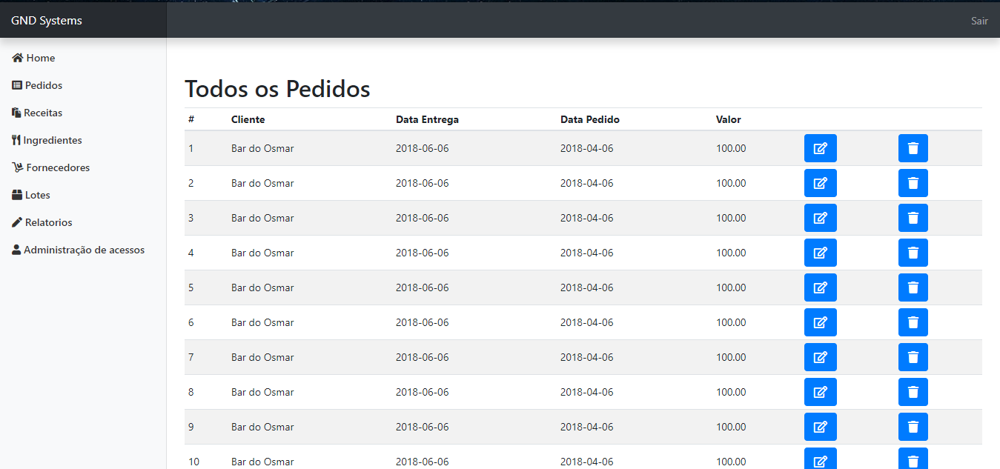 GND Systems
Sair
Home
Pedidos
Receitas
Ingredientes
Fornecedores
Lotes
Relatorios
Administração de acessos
Todos os Pedidos
# Cliente Data Entrega Data Pedido Valor
1 Bar do Osmar 2018-06-06 2018-04-06 100.00
2 Bar do Osmar 2018-06-06 2018-04-06 100.00
3 Bar do Osmar 2018-06-06 2018-04-06 100.00
4 Bar do Osmar 2018-06-06 2018-04-06 100.00
5 Bar do Osmar 2018-06-06 2018-04-06 100.00
6 Bar do Osmar 2018-06-06 2018-04-06 100.00
7 Bar do Osmar 2018-06-06 2018-04-06 100.00
8 Bar do Osmar 2018-06-06 2018-04-06 100.00
9 Bar do Osmar 2018-06-06 2018-04-06 100.00
10 Bar do Osmar 2018-06-06 2018-04-06 100.00